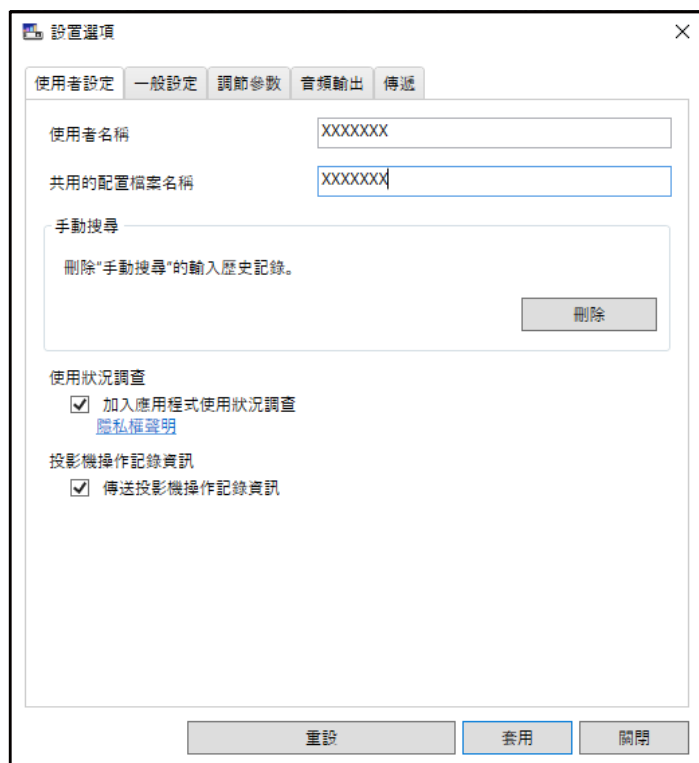 設置選項
使用者設定 一般設定 調節參數 音頻輸出 傳遞
使用者名稱 XXXXXXX
共用的配置檔案名稱 XXXXXXX
手動搜尋
刪除"手動搜尋"的輸入歷史記錄。
刪除
使用狀況調查
加入應用程式使用狀況調查
隱私權聲明
投影機操作記錄資訊
傳送投影機操作記錄資訊
重設 套用 關閉